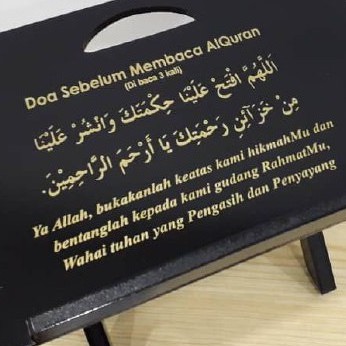 Doa Sebelum Membaca AlQuran
(Di baca 3 kali)
اَللّٰهُمَّ افْتَحْ عَلَيْنَا حِكْمَتَكَ وَانْشُرْ عَلَيْنَا
مِنْ خَزَآئِنِ رَحْمَتِكَ يَا أَرْحَمَ الرَّاحِمِيْنَ.
Ya Allah, bukakanlah keatas kami hikmahMu dan
bentanglah kepada kami gudang RahmatMu,
Wahai tuhan yang Pengasih dan Penyayang